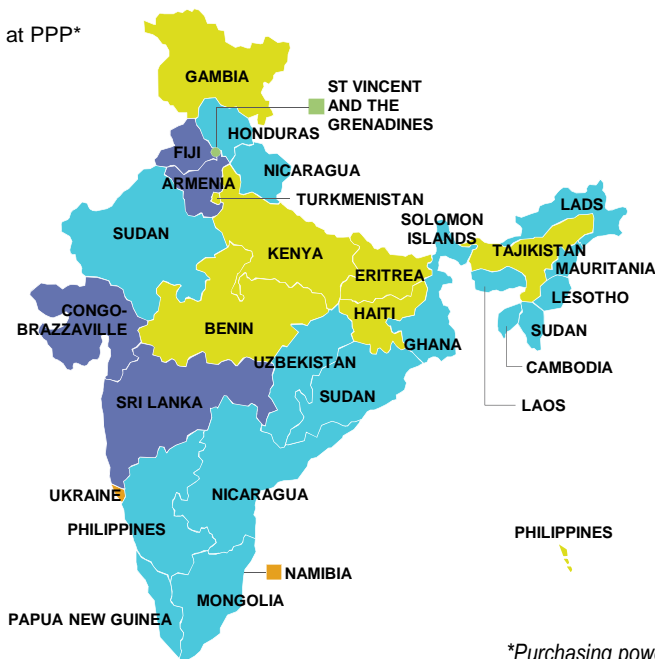 at PPP*
GAMBIA
ST VINCENT
AND THE
GRENADINES
HONDURAS
FIJI
NICARAGUA
ARMENIA
TURKMENISTAN
LADS
SOLOMON
ISLANDS
SUDAN
TAJIKISTAN
KENYA
MAURITANIA
ERITREA
LESOTHO
CONGO-
BRAZZAVILLE
HAITI
BENIN
SUDAN
GHANA
UZBEKISTAN
CAMBODIA
SUDAN
SRI LANKA
LAOS
UKRAINE
NICARAGUA
PHILIPPINES
PHILIPPINES
NAMIBIA
MONGOLIA
PAPUA NEW GUINEA
*Purchasing pow